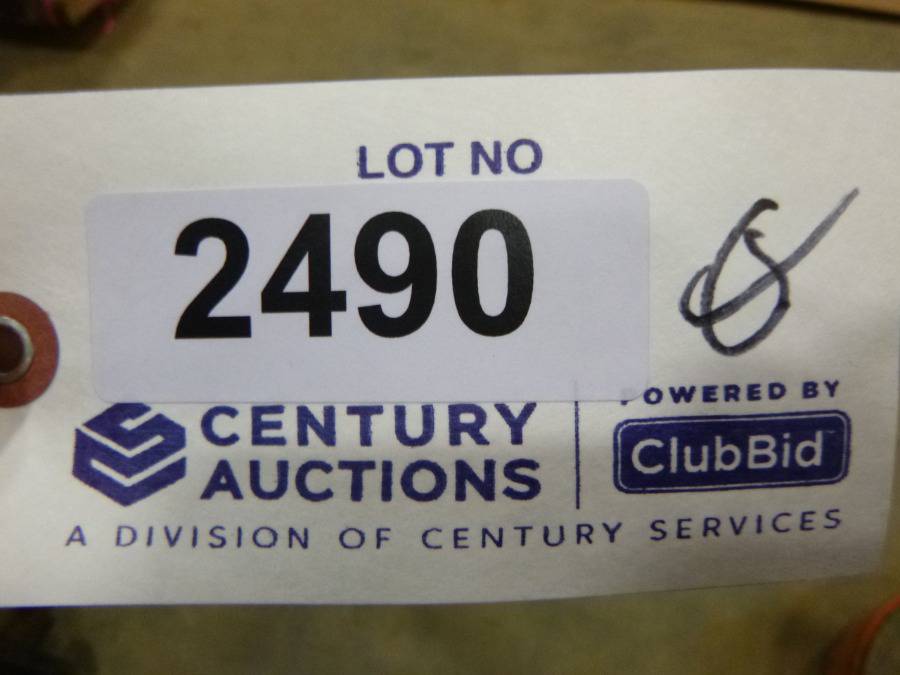 LOT NO
2490
CENTURY
AUCTIONS
POWERED BY
ClubBid
A DIVISION OF CENTURY SERVICES